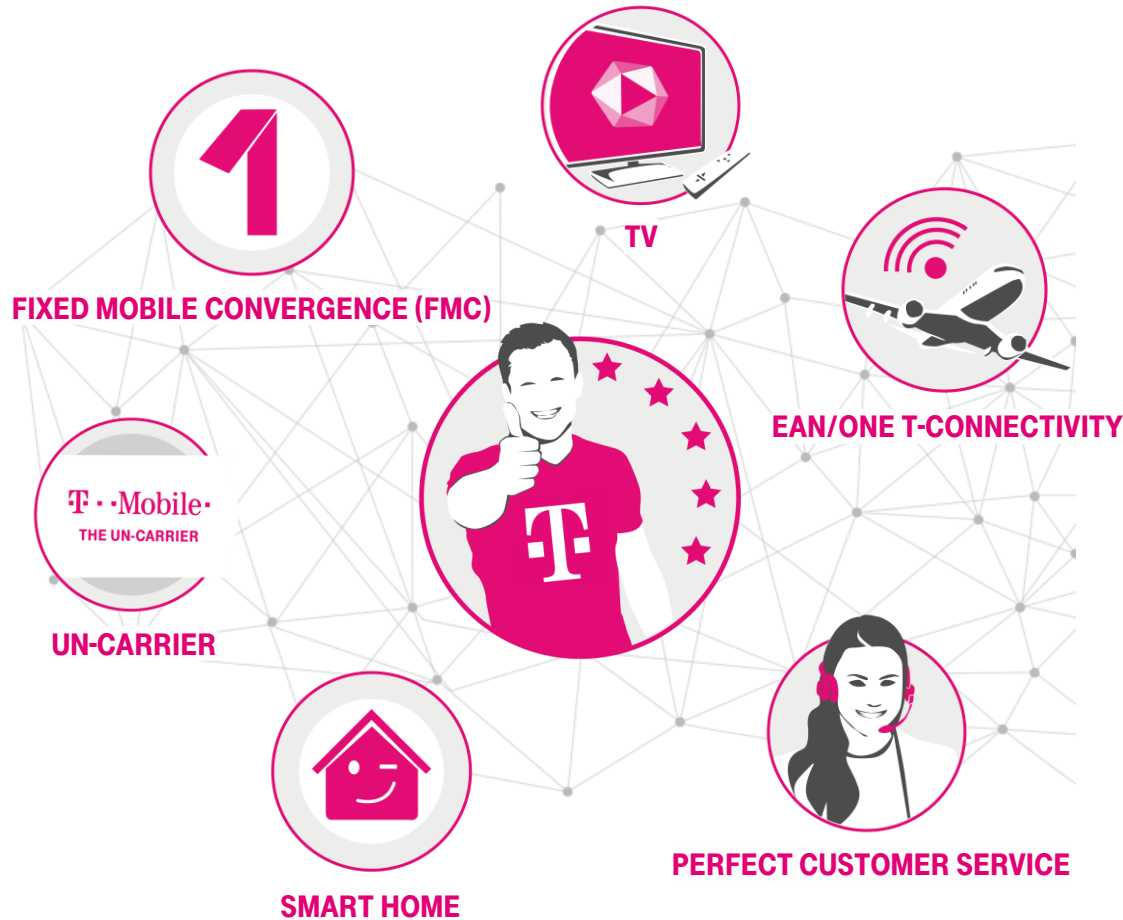 TV
FIXED MOBILE CONVERGENCE (FMC)
EAN/ONE T-CONNECTIVITY
T · ·Mobile·
THE UN-CARRIER
T
UN-CARRIER
PERFECT CUSTOMER SERVICE
SMART HOME